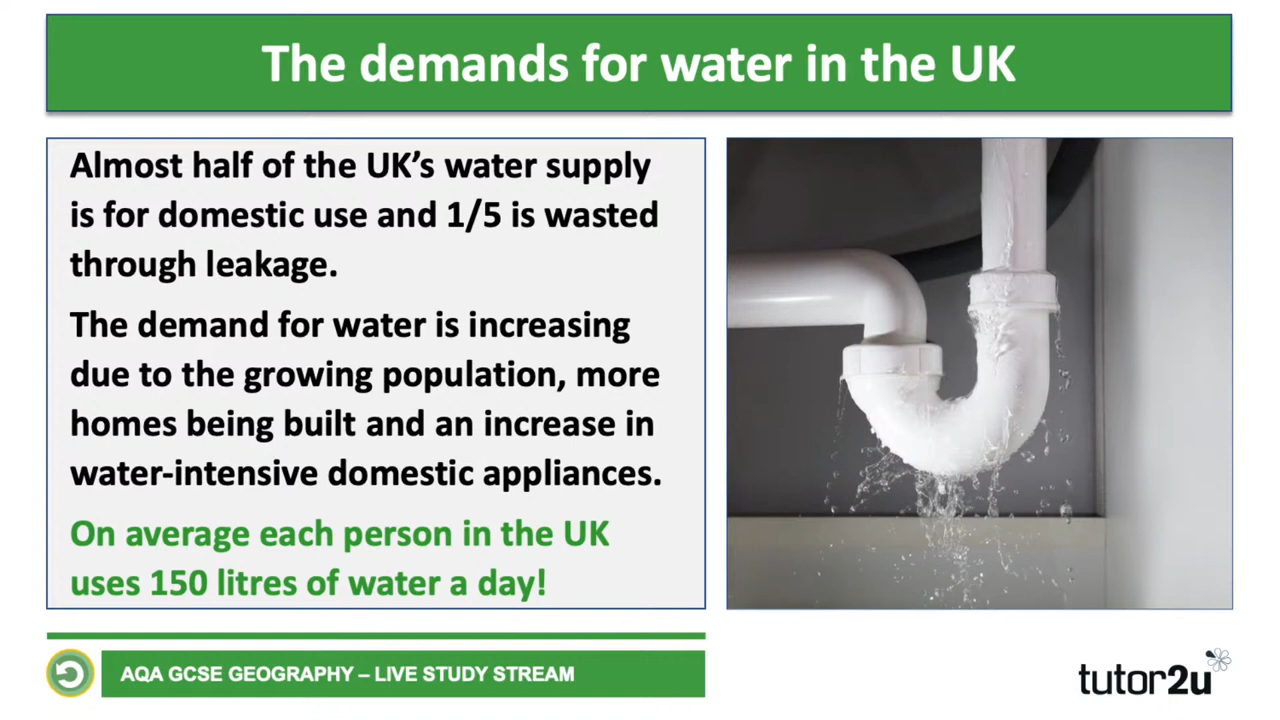 The demands for water in the UK
Almost half of the UK’s water supply
is for domestic use and 1/5 is wasted
through leakage.
The demand for water is increasing
due to the growing population, more
homes being built and an increase in
water-intensive domestic appliances.
On average each person in the UK
uses 150 litres of water a day!
AQA GCSE GEOGRAPHY – LIVE STUDY STREAM
tutor2u